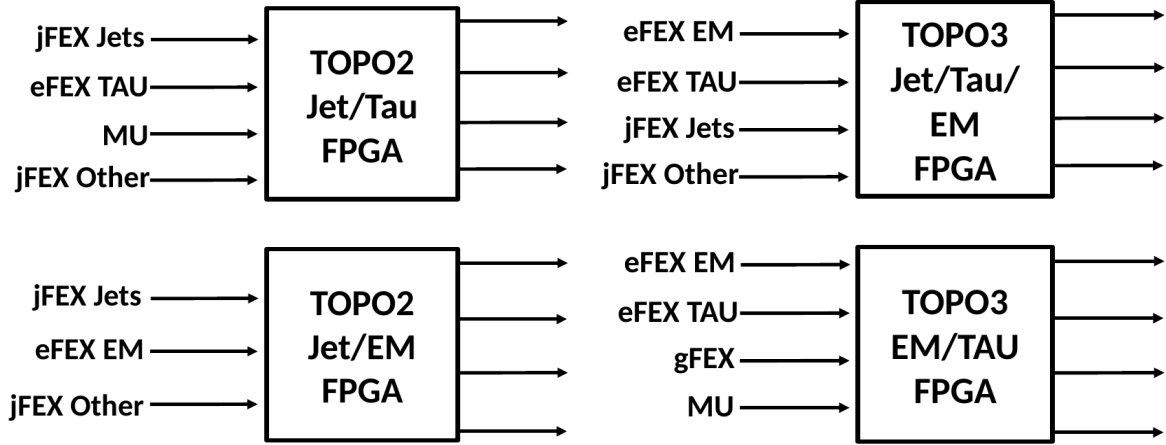 jFEX Jets
eFEX TAU
MU
jFEX Other
TOPO2
Jet/Tau
FPGA
eFEX EM
eFEX TAU
jFEX Jets
jFEX Other
TOPO3
Jet/Tau/
EM
FPGA
jFEX Jets
eFEX EM
jFEX Other
TOPO2
Jet/EM
FPGA
eFEX EM
eFEX TAU
gFEX
MU
TOPO3
EM/TAU
FPGA